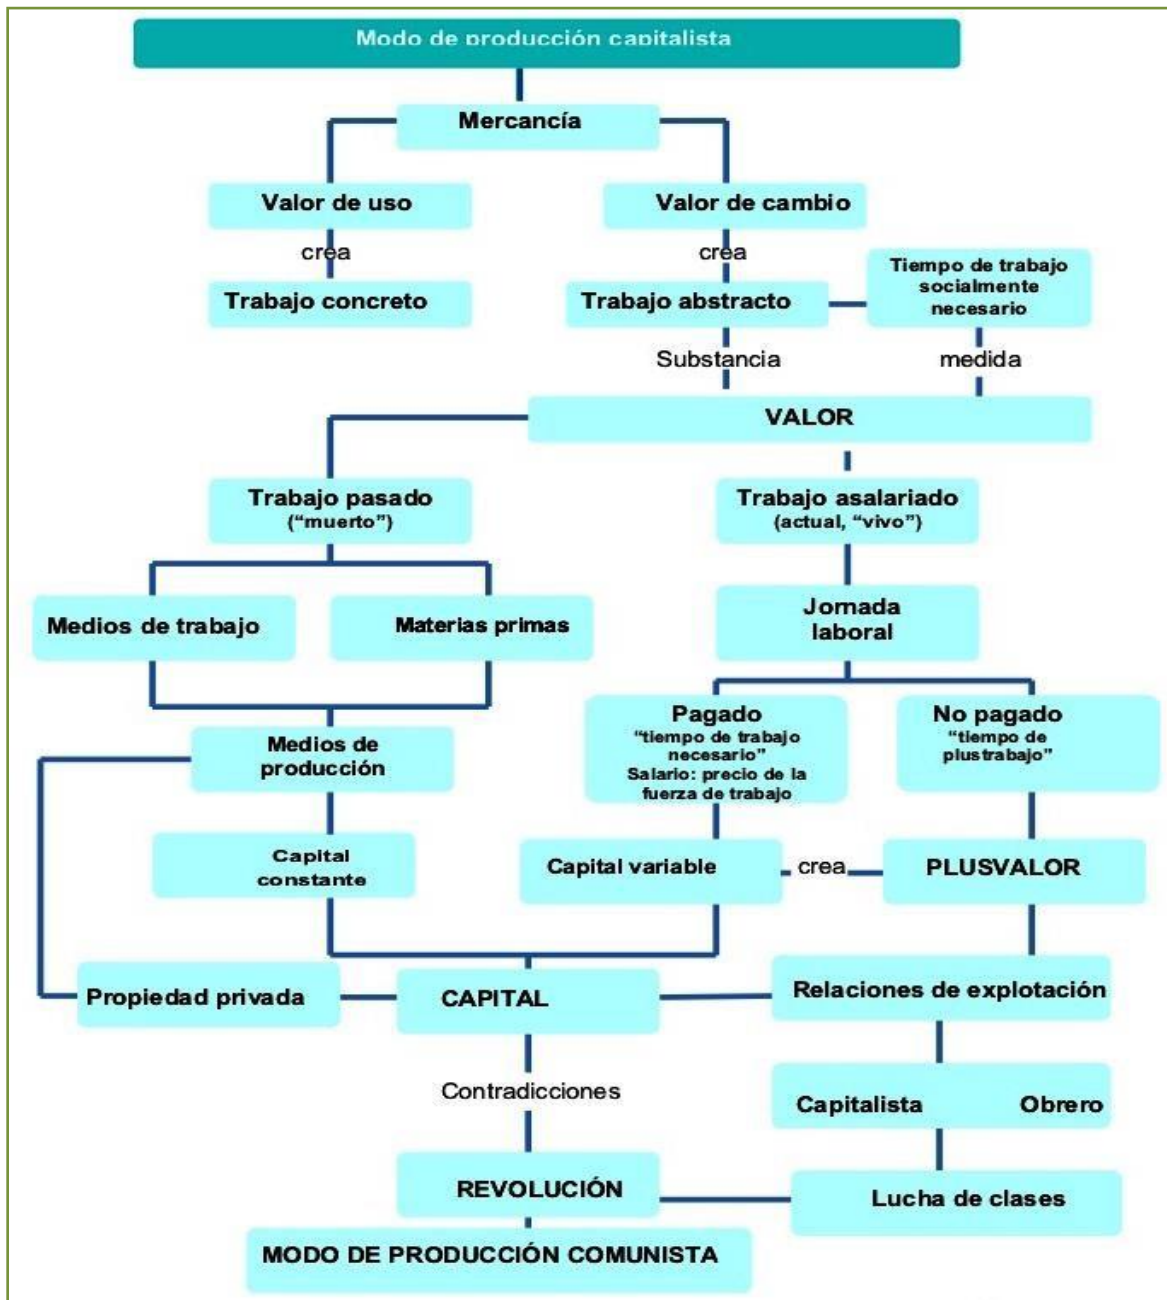 Modo de producción capitalista
Mercancía
Valor de uso
Valor de cambio
crea
crea
Trabajo concreto
Trabajo abstracto
Tiempo de trabajo
socialmente
necesario
Substancia
medida
VALOR
Trabajo pasado
(“muerto”)
Trabajo asalariado
(actual, “vivo”)
Medios de trabajo
Materias primas
Jornada
laboral
Medios de
producción
Pagado
“tiempo de trabajo
necesario”
Salario: precio de la
fuerza de trabajo
No pagado
“tiempo de
plustrabajo”
Capital
constante
Capital variable
crea
PLUSVALOR
Propiedad privada
CAPITAL
Relaciones de explotación
Contradicciones
Capitalista Obrero
REVOLUCIÓN
Lucha de clases
MODO DE PRODUCCIÓN COMUNISTA